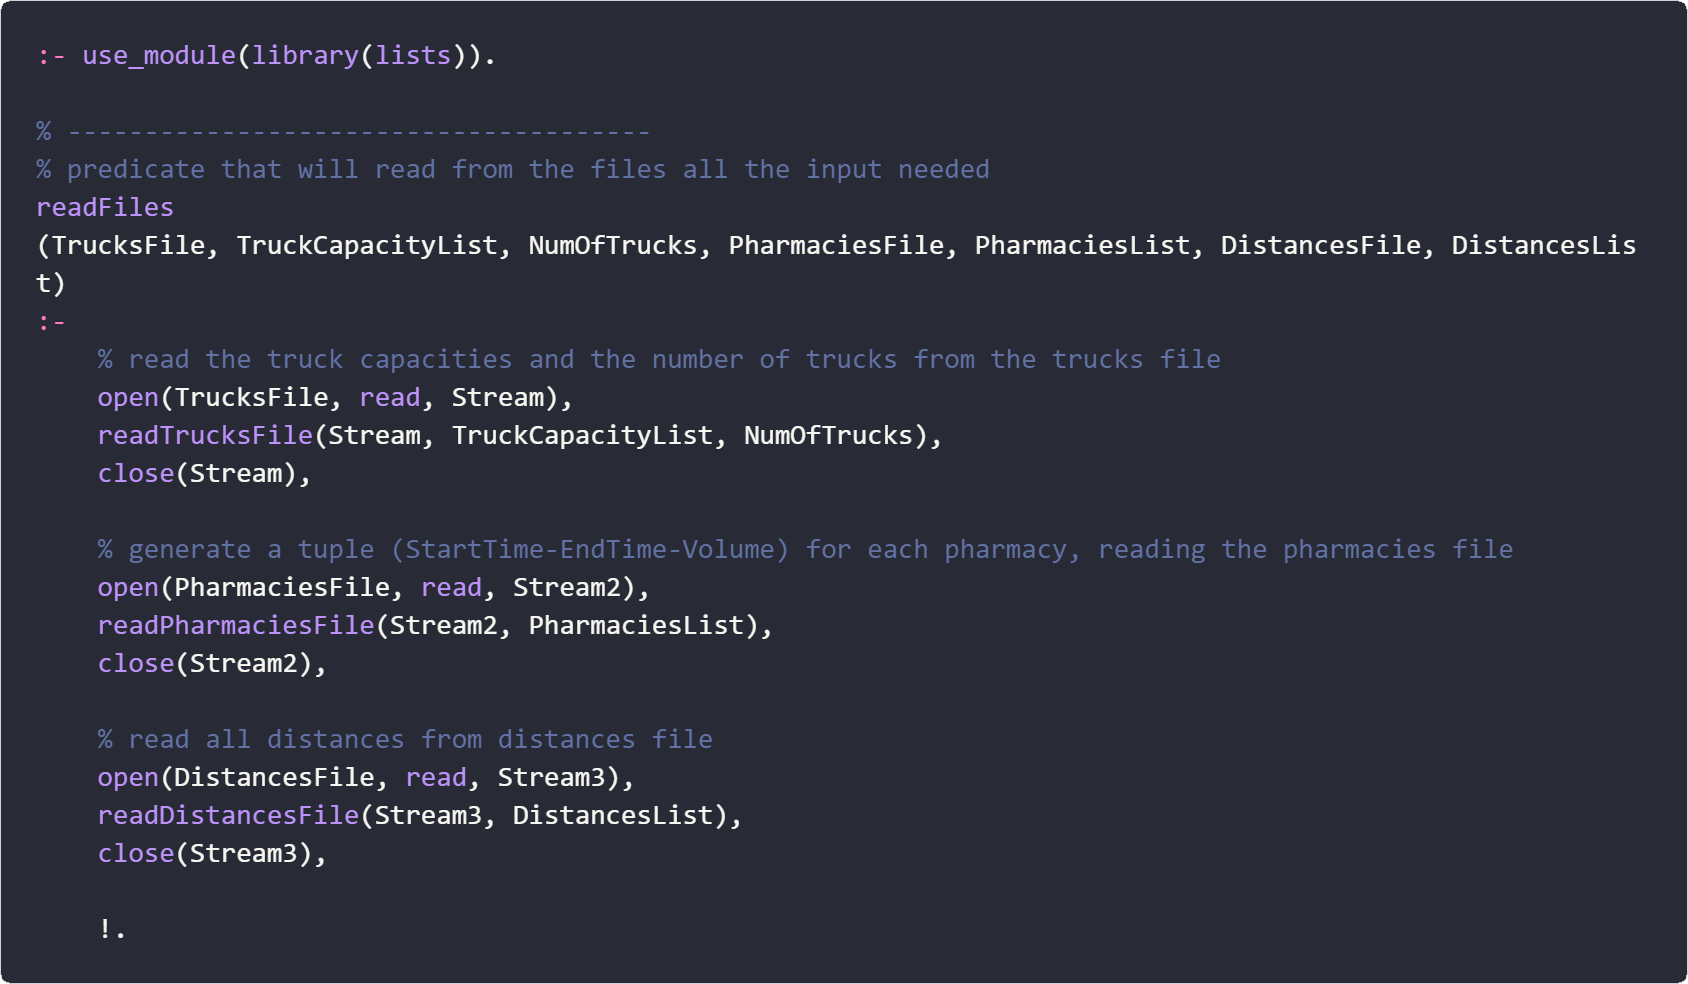 :- use_module(library(lists)).
% --------------------------------------
% predicate that will read from the files all the input needed
readFiles
(TrucksFile, TruckCapacityList, NumOfTrucks, PharmaciesFile, PharmaciesList, DistancesFile, DistancesLis
t)
:-
    % read the truck capacities and the number of trucks from the trucks file
    open(TrucksFile, read, Stream),
    readTrucksFile(Stream, TruckCapacityList, NumOfTrucks),
    close(Stream),
    % generate a tuple (StartTime-EndTime-Volume) for each pharmacy, reading the pharmacies file
    open(PharmaciesFile, read, Stream2),
    readPharmaciesFile(Stream2, PharmaciesList),
    close(Stream2),
    % read all distances from distances file
    open(DistancesFile, read, Stream3),
    readDistancesFile(Stream3, DistancesList),
    close(Stream3),
    !.